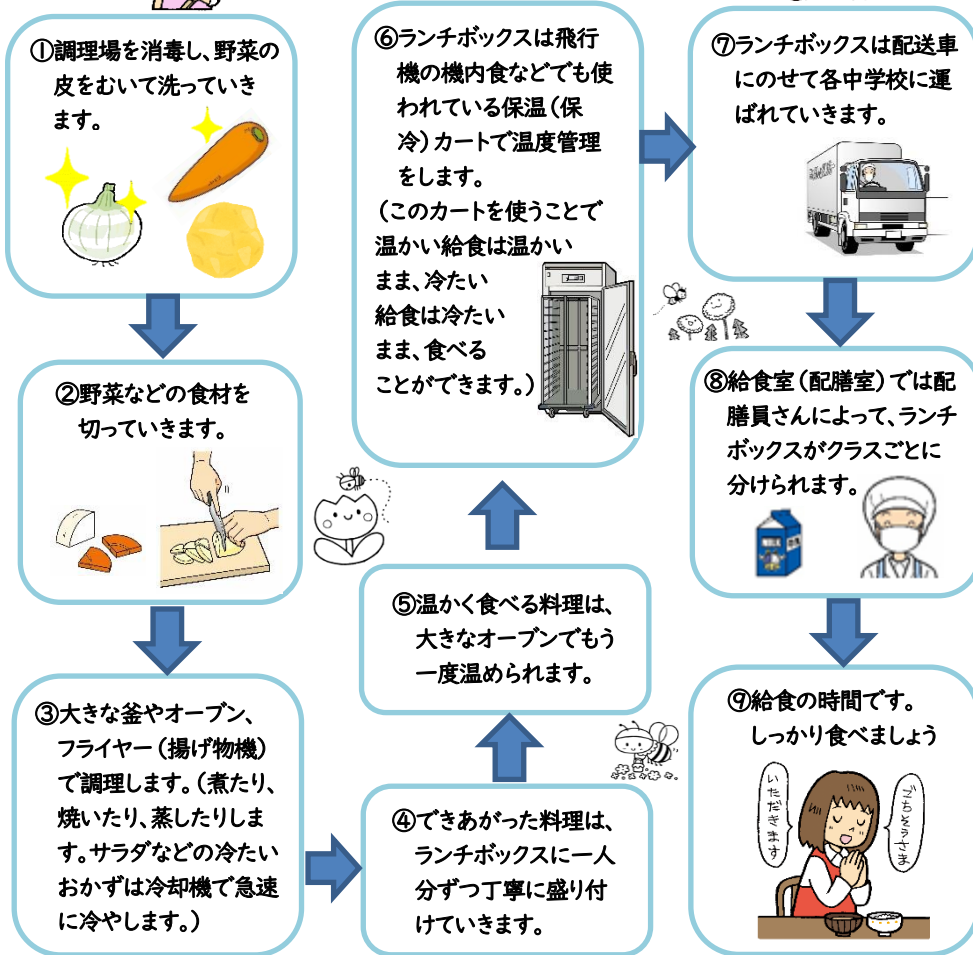 ①調理場を消毒し、野菜の
皮をむいて洗っていき
ます。
②野菜などの食材を
切っていきます。
③大きな釜やオーブン、
フライヤー(揚げ物機)
で調理します。(煮たり、
焼いたり、蒸したりしま
す。サラダなどの冷たい
おかずは冷却機で急速
に冷やします。)
④できあがった料理は、
ランチボックスに一人
分ずつ丁寧に盛り付
けていきます。
⑤温かく食べる料理は、
大きなオーブンでもう
一度温められます。
⑥ランチボックスは飛行
機の機内食などでも使
われている保温(保
冷)カートで温度管理
をします。
(このカートを使うことで
温かい給食は温かい
まま、冷たい
給食は冷たい
まま、食べる
ことができます。)
⑦ランチボックスは配送車
にのせて各中学校に運
ばれていきます。
⑧給食室(配膳室)では配
膳員さんによって、ランチ
ボックスがクラスごとに
分けられます。
⑨給食の時間です。
しっかり食べましょう
ごちそうさま
いただきます